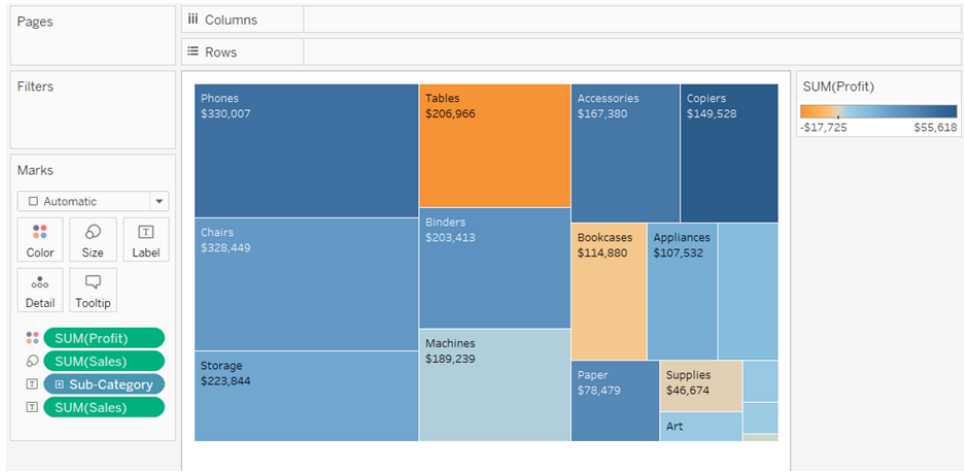 Pages
Columns
Rows
Filters
Marks
Automatic
Color
Size
Label
Detail
Tooltip
SUM(Profit)
SUM(Sales)
Sub-Category
SUM(Sales)
Phones
$330,007
Chairs
$328,449
Storage
$223,844
Tables
$206,966
Binders
$203,413
Machines
$189,239
Accessories
$167,380
Copiers
$149,528
Bookcases
$114,880
Appliances
$107,532
Paper
$78,479
Supplies
$46,674
Art
SUM(Profit)
-$17,725 $55,618